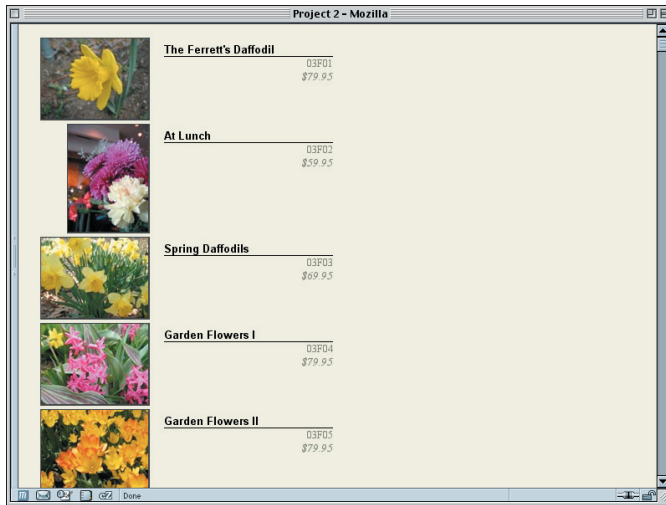 Project 2 – Mozilla
The Ferrett's Daffodil
03F01
$79.95
At Lunch
03F02
$59.95
Spring Daffodils
03F03
$69.95
Garden Flowers I
03F04
$79.95
Garden Flowers II
03F05
$79.95
Done